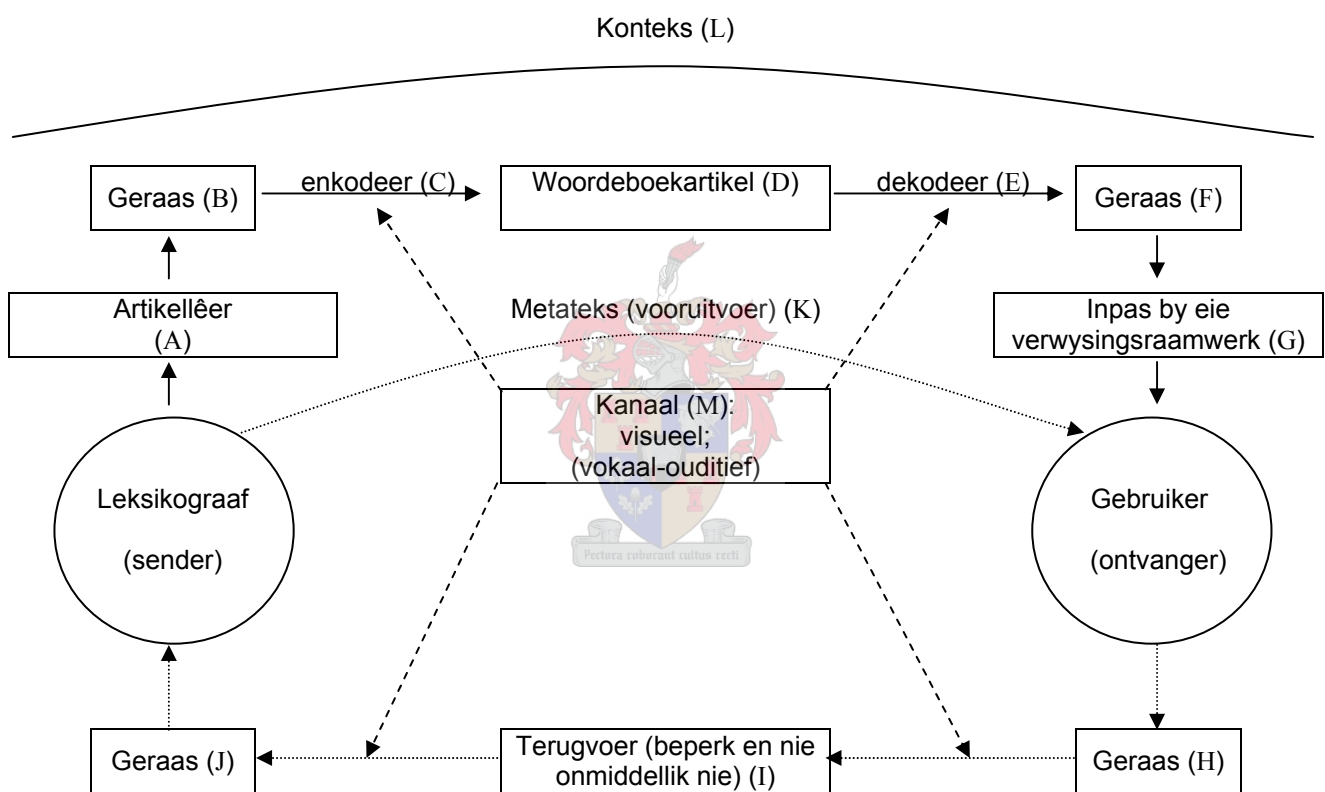 Konteks (L)
Geraas (B)
enkodeer (C)
Woordeboekartikel (D)
dekodeer (E)
Geraas (F)
Artikellêer
(A)
Metateks (vooruitvoer) (K)
Inpas by eie
verwysingsraamwerk (G)
Kanaal (M):
visueel;
(vokaal-ouditief)
Leksikograaf
(sender)
Gebruiker
(ontvanger)
Pectora roborant cultus recti
Geraas (J)
Terugvoer (beperk en nie
onmiddellik nie) (I)
Geraas (H)